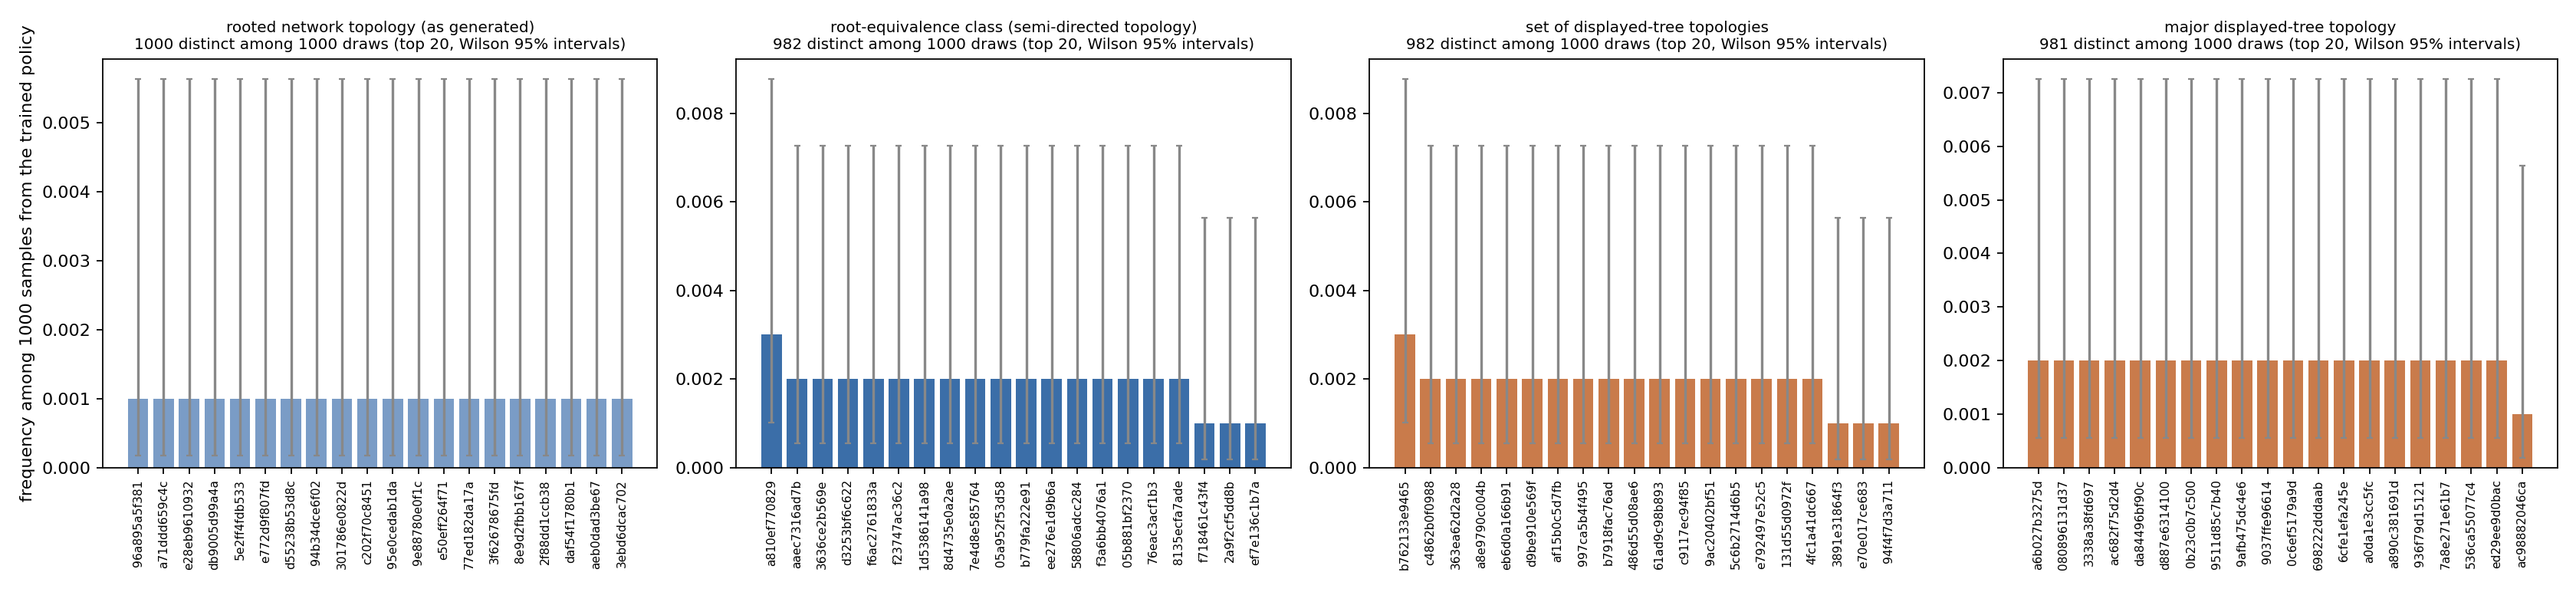 frequency among 1000 samples from the trained policy
rooted network topology (as generated)
1000 distinct among 1000 draws (top 20, Wilson 95% intervals)
0.005
0.004
0.003
0.002
0.001
0.000
96a895a5f381
a71ddd659c4c
e28eb9610932
db9005d99a4a
5e2ff4fdb533
e772d9f807fd
d55238b53d8c
94b34dce6f02
301786e0822d
c202f70c8451
95e0cedab1da
9e88780e0f1c
e50eff264f71
77ed182da17a
3f62678675fd
8e9d2fbb167f
2f88dd1ccb38
daf54f1780b1
aeb0dad3be67
3ebd6dcac702
root-equivalence class (semi-directed topology)
982 distinct among 1000 draws (top 20, Wilson 95% intervals)
0.008
0.006
0.004
0.002
0.000
a810ef770829
aaec7316ad7b
3636ce2b569e
d3253bf6c622
f6ac2761833a
f23747ac36c2
1d5386141a98
8d4735e0a2ae
7e4d8e585764
05a952f53d58
b779fa222e91
ee276e1d9b6a
58806adcc284
f3a6bb4076a1
05b881bf2370
76eac3acf1b3
8135ecfa7ade
f718461c43f4
2a9f2cf5dd8b
ef7e136c1b7a
set of displayed-tree topologies
982 distinct among 1000 draws (top 20, Wilson 95% intervals)
0.008
0.006
0.004
0.002
0.000
b762133e9465
c4862b0f0988
363ea62d2a28
a8e9790c004b
eb6d0a166b91
d9be910e569f
af15b0c5d7fb
997ca5b4f495
b7918fac76ad
486d55d08ae6
61ad9c98b893
c9117ec94f85
9ac20402bf51
5c6b2714d6b5
e792497e52c5
131d55d0972f
4fc1a41dc667
3891e31864f3
e70e017ce683
94f4f7d3a711
major displayed-tree topology
981 distinct among 1000 draws (top 20, Wilson 95% intervals)
0.007
0.006
0.005
0.004
0.003
0.002
0.001
0.000
a6b027b3275d
080896131d37
3338a38fd697
ac682f75d2d4
da84496bf90c
d887e6314100
0b23c0b7c500
9511d85c7b40
9afb475dc4e6
9037ffe96614
0c6ef5179a9d
698222dddaab
6cfe1efa245e
a0da1e3cc5fc
a890c381691d
936f79d15121
7a8e271e61b7
536ca55077c4
ed29ee9d0bac
ac98882046ca